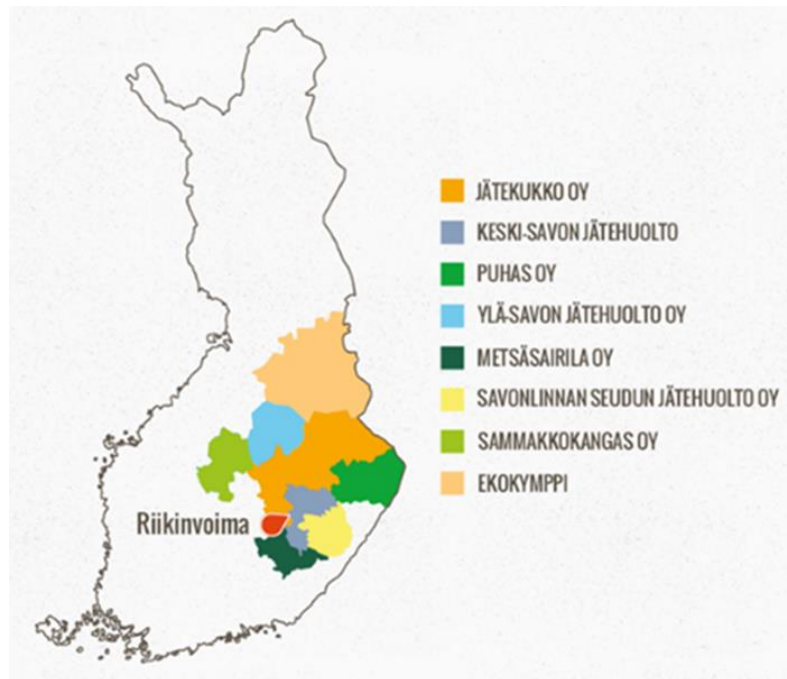 JÄTEKUKKO OY
KESKI-SAVON JÄTEHUOLTO
PUHAS OY
YLÄ-SAVON JÄTEHUOLTO OY
METSÄSAIRILA OY
SAVONLINNAN SEUDUN JÄTEHUOLTO OY
SAMMAKKOKANGAS OY
EKOKYMPPI
Riikinvoima